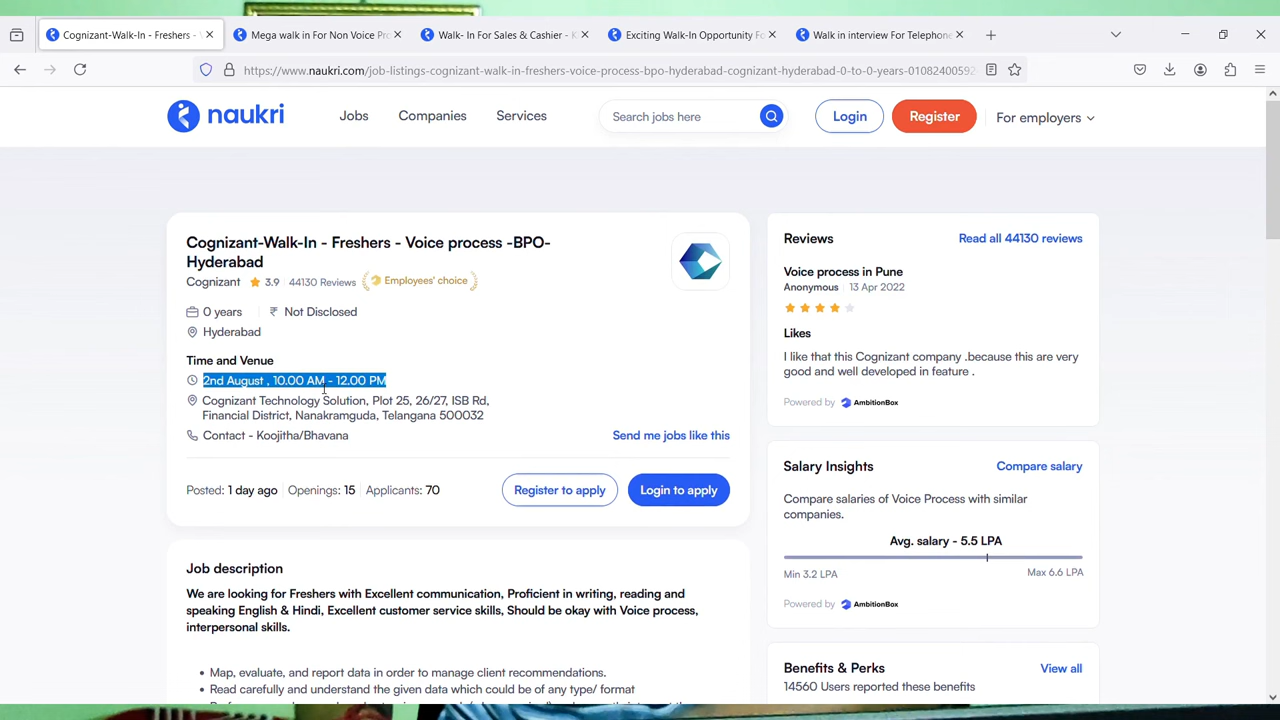 Cognizant-Walk-In - Freshers -
Mega walk in For Non Voice Pro
Walk- In For Sales & Cashier - K
Exciting Walk-In Opportunity Fo
Walk in interview For Telephone
https://www.naukri.com/job-listings-cognizant-walk-in-freshers-voice-process-bpo-hyderabad-cognizant-hyderabad-0-to-0-years-01082400592
naukri
Jobs
Companies
Services
Search jobs here
Login
Register
For employers
Cognizant-Walk-In - Freshers - Voice process -BPO-
Hyderabad
Cognizant 3.9 44130 Reviews Employees' choice
0 years Not Disclosed
Hyderabad
Time and Venue
2nd August , 10.00 AM - 12.00 PM
Cognizant Technology Solution, Plot 25, 26/27, ISB Rd,
Financial District, Nanakramguda, Telangana 500032
Contact - Koojitha/Bhavana
Send me jobs like this
Posted: 1 day ago Openings: 15 Applicants: 70
Register to apply
Login to apply
Job description
We are looking for Freshers with Excellent communication, Proficient in writing, reading and
speaking English & Hindi, Excellent customer service skills, Should be okay with Voice process,
interpersonal skills.
• Map, evaluate, and report data in order to manage client recommendations.
• Read carefully and understand the given data which could be of any type/ format
Reviews
Read all 44130 reviews
Voice process in Pune
Anonymous 13 Apr 2022
Likes
I like that this Cognizant company .because this are very
good and well developed in feature .
Powered by AmbitionBox
Salary Insights
Compare salary
Compare salaries of Voice Process with similar
companies.
Avg. salary - 5.5 LPA
Min 3.2 LPA
Max 6.6 LPA
Powered by AmbitionBox
Benefits & Perks
View all
14560 Users reported these benefits